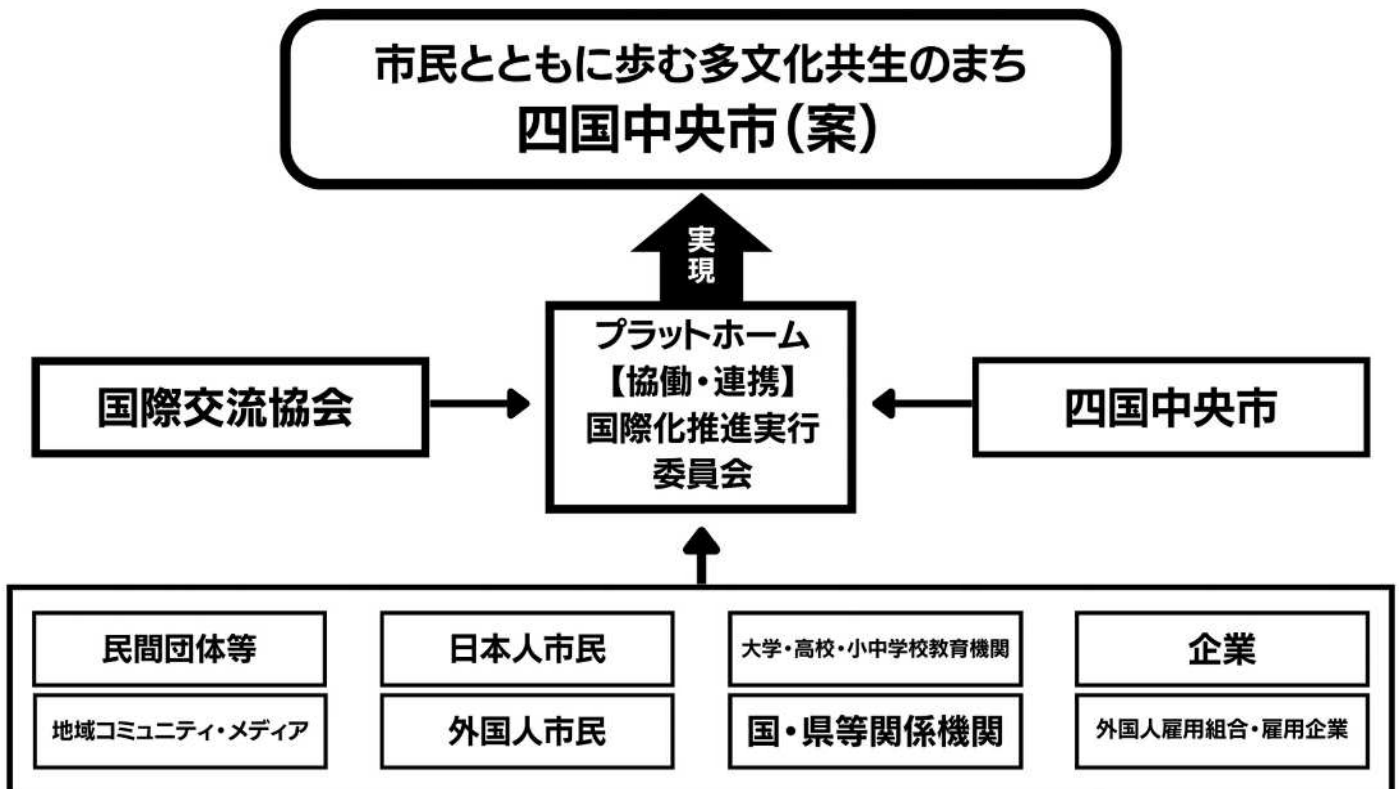 市民とともに歩む多文化共生のまち
四国中央市(案)
実
現
プラットホーム
【協働・連携】
国際化推進実行
委員会
国際交流協会
四国中央市
民間団体等
日本人市民
大学・高校・小中学校教育機関
企業
地域コミュニティ・メディア
外国人市民
国・県等関係機関
外国人雇用組合・雇用企業